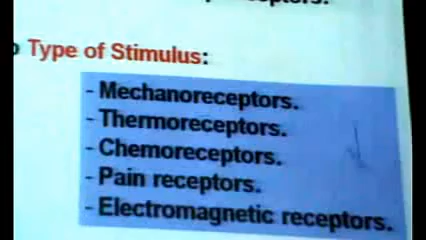 Type of Stimulus:
- Mechanoreceptors.
- Thermoreceptors.
- Chemoreceptors.
- Pain receptors.
- Electromagnetic receptors.